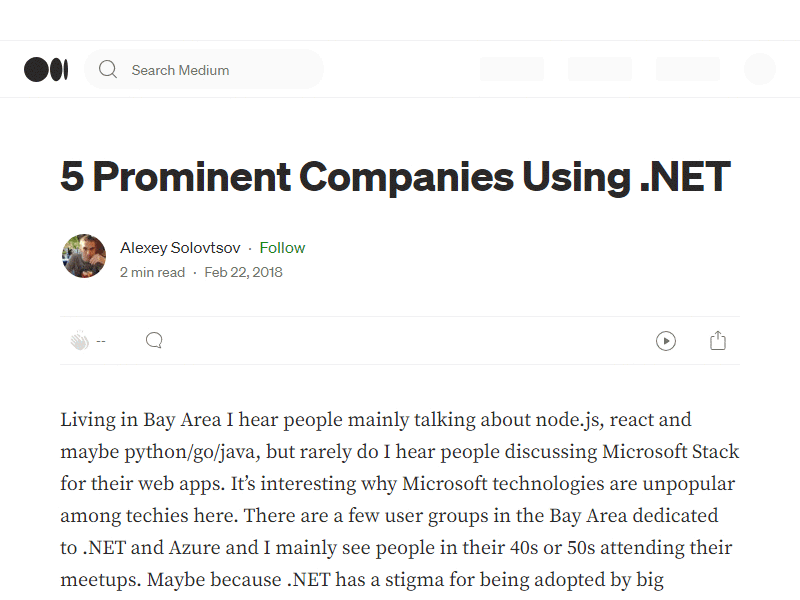 Search Medium
5 Prominent Companies Using .NET
Alexey Solovtsov · Follow
2 min read · Feb 22, 2018
--
Living in Bay Area I hear people mainly talking about node.js, react and
maybe python/go/java, but rarely do I hear people discussing Microsoft Stack
for their web apps. It’s interesting why Microsoft technologies are unpopular
among techies here. There are a few user groups in the Bay Area dedicated
to .NET and Azure and I mainly see people in their 40s or 50s attending their
meetups. Maybe because .NET has a stigma for being adopted by big